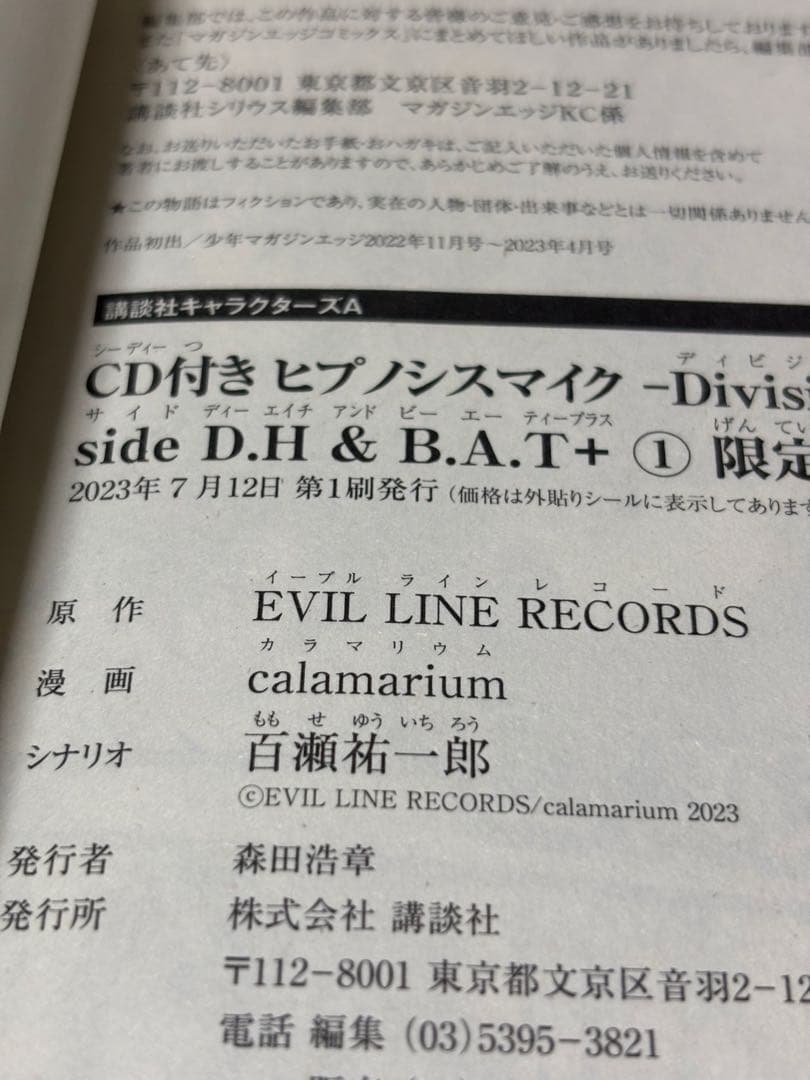 編集部では、この作品に対する皆様のご意見・ご感想をお待ちしております
また「マガジンエッジコミックス」にまとめてほしい作品がありましたら、編集部
〈あて先〉
〒112-8001 東京都文京区音羽2-12-21
講談社シリウス編集部 マガジンエッジKC係
なお、お送りいただいたお手紙・おハガキは、ご記入いただいた個人情報を含めて
著者にお渡しすることがありますので、あらかじめご了解のうえ、お送りください。
★この物語はフィクションであり、実在の人物・団体・出来事などとは一切関係ありません
作品初出／少年マガジンエッジ2022年11月号～2023年4月号
講談社キャラクターズA
シーディー つ ディビジ
CD付き ヒプノシスマイク -Divisi
サイド ディー エイチ アンド ビー エー ティープラス げんてい
side D.H & B.A.T+ ① 限定
2023年7月12日 第1刷発行 (価格は外貼りシールに表示してあります
イーブル ライン レコード
原作 EVIL LINE RECORDS
カラマリウム
漫画 calamarium
ももせゆういちろう
シナリオ 百瀬祐一郎
©EVIL LINE RECORDS/calamarium 2023
発行者 森田浩章
発行所 株式会社 講談社
〒112-8001 東京都文京区音羽2-12
電話 編集 (03)5395-3821